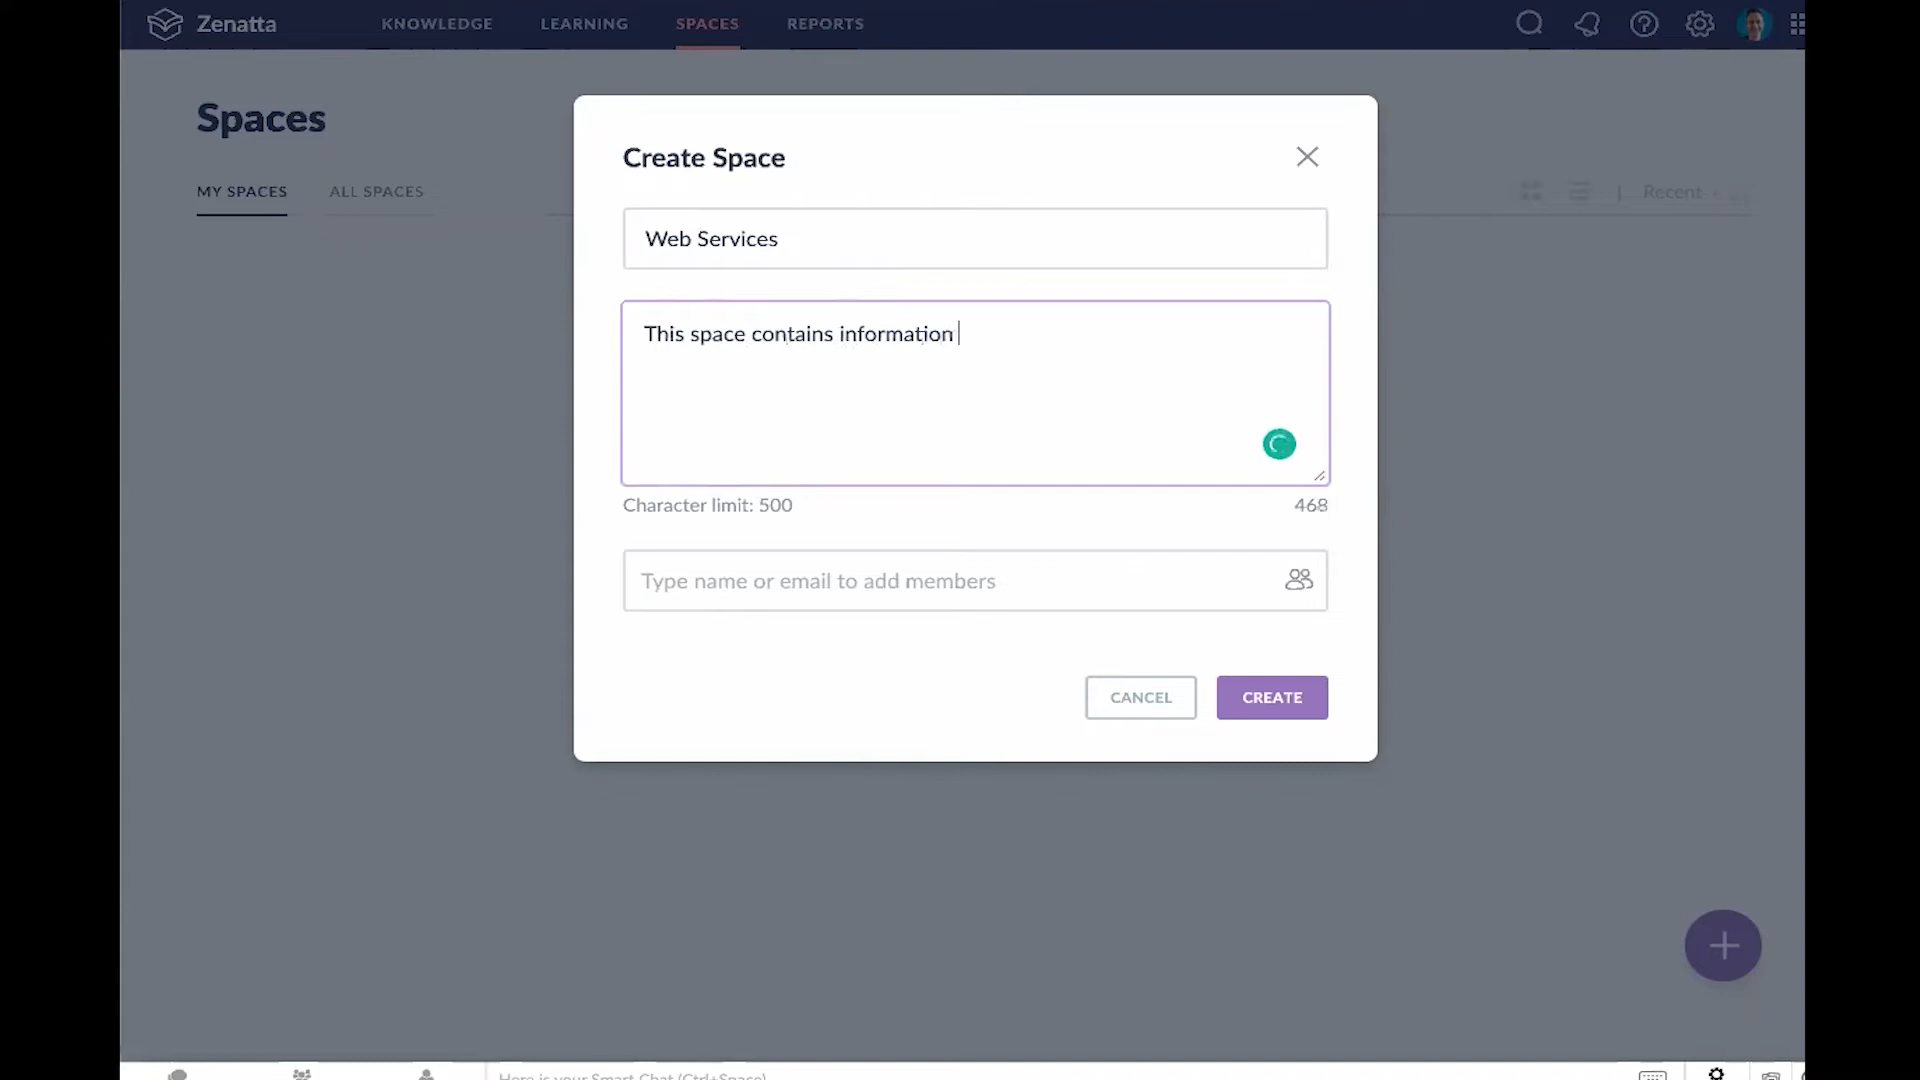 Zenatta
KNOWLEDGE
LEARNING
SPACES
REPORTS
Spaces
MY SPACES
ALL SPACES
Recent
Create Space
Web Services
This space contains information
Character limit: 500
468
Type name or email to add members
CANCEL
CREATE
Here is your Smart Chat (Ctrl+Space)